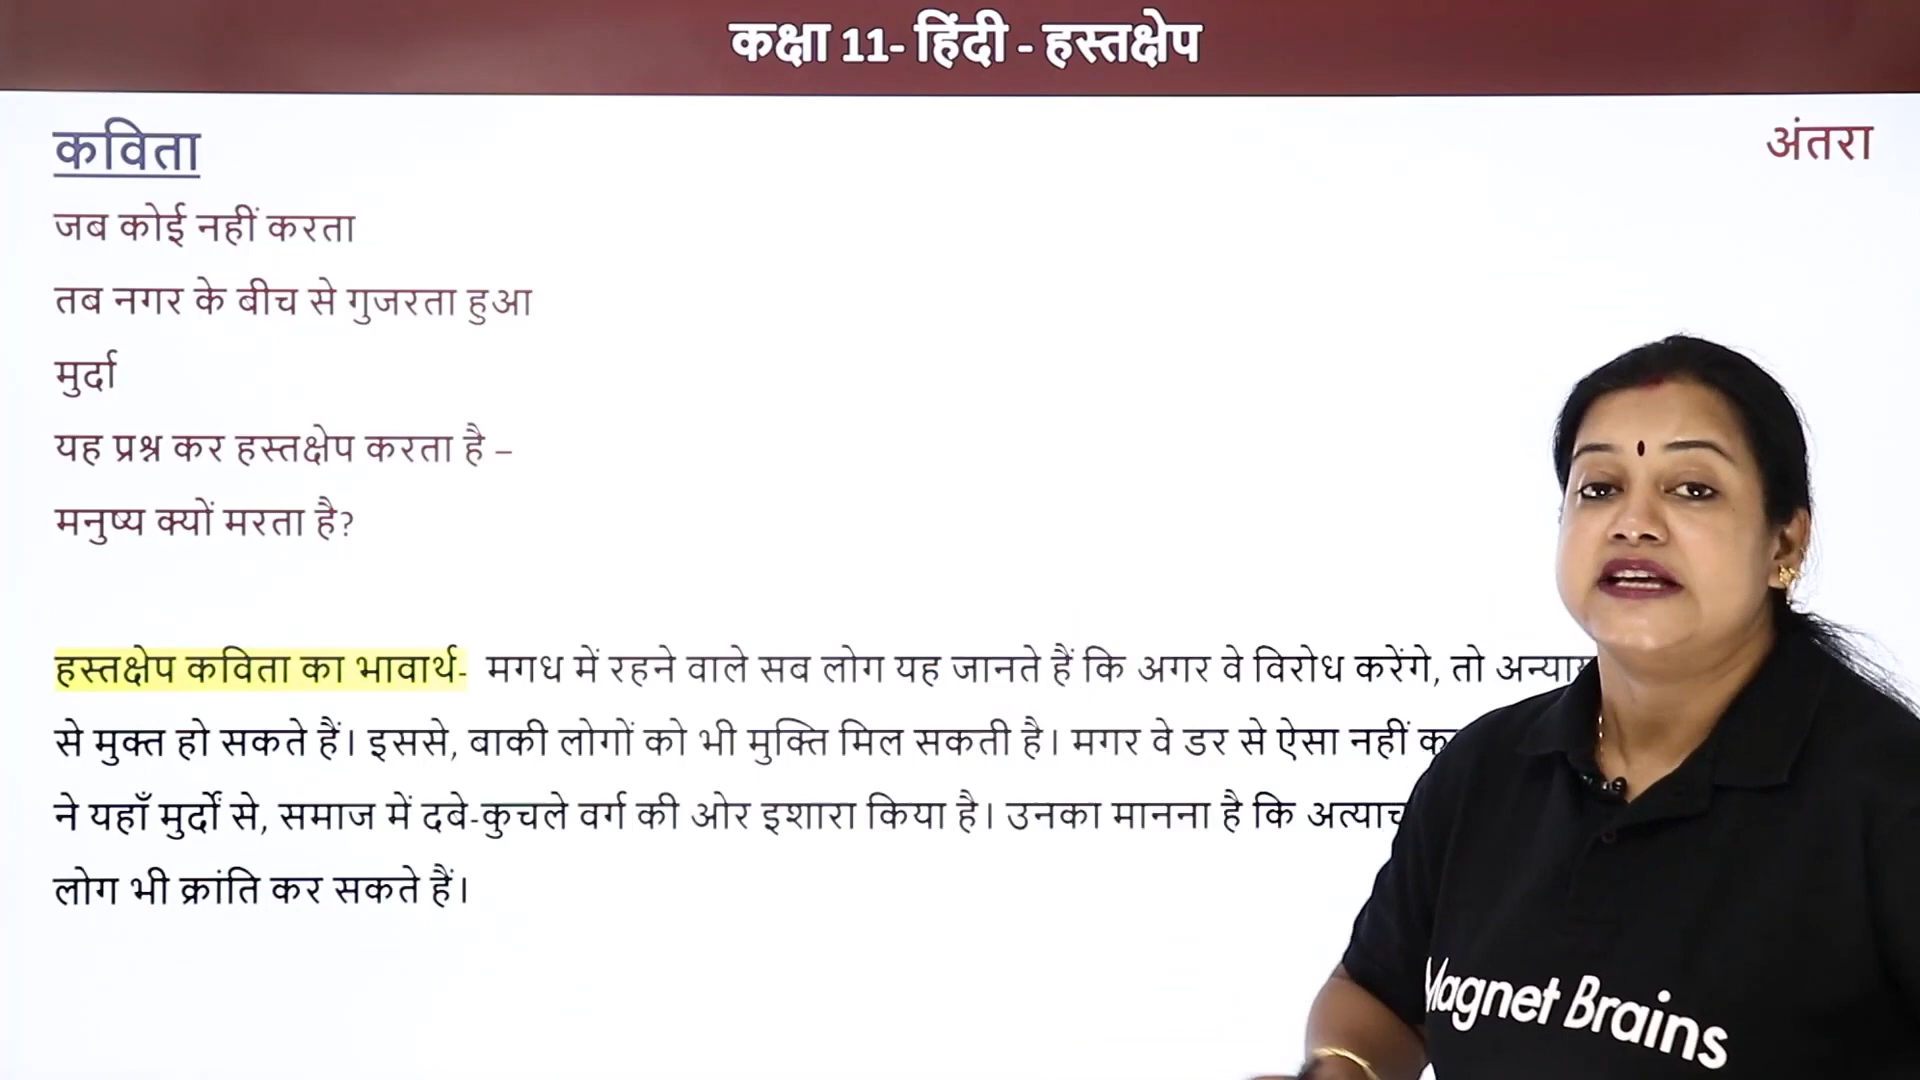 कक्षा 11- हिंदी - हस्तक्षेप
कविता
अंतरा
जब कोई नहीं करता
तब नगर के बीच से गुजरता हुआ
मुर्दा
यह प्रश्न कर हस्तक्षेप करता है –
मनुष्य क्यों मरता है?
हस्तक्षेप कविता का भावार्थ- मगध में रहने वाले सब लोग यह जानते हैं कि अगर वे विरोध करेंगे, तो
से मुक्त हो सकते हैं। इससे, बाकी लोगों को भी मुक्ति मिल सकती है। मगर वे डर से ऐसा नहीं
ने यहाँ मुर्दों से, समाज में दबे-कुचले वर्ग की ओर इशारा किया है। उनका मानना है कि
लोग भी क्रांति कर सकते हैं।
Magnet Brains